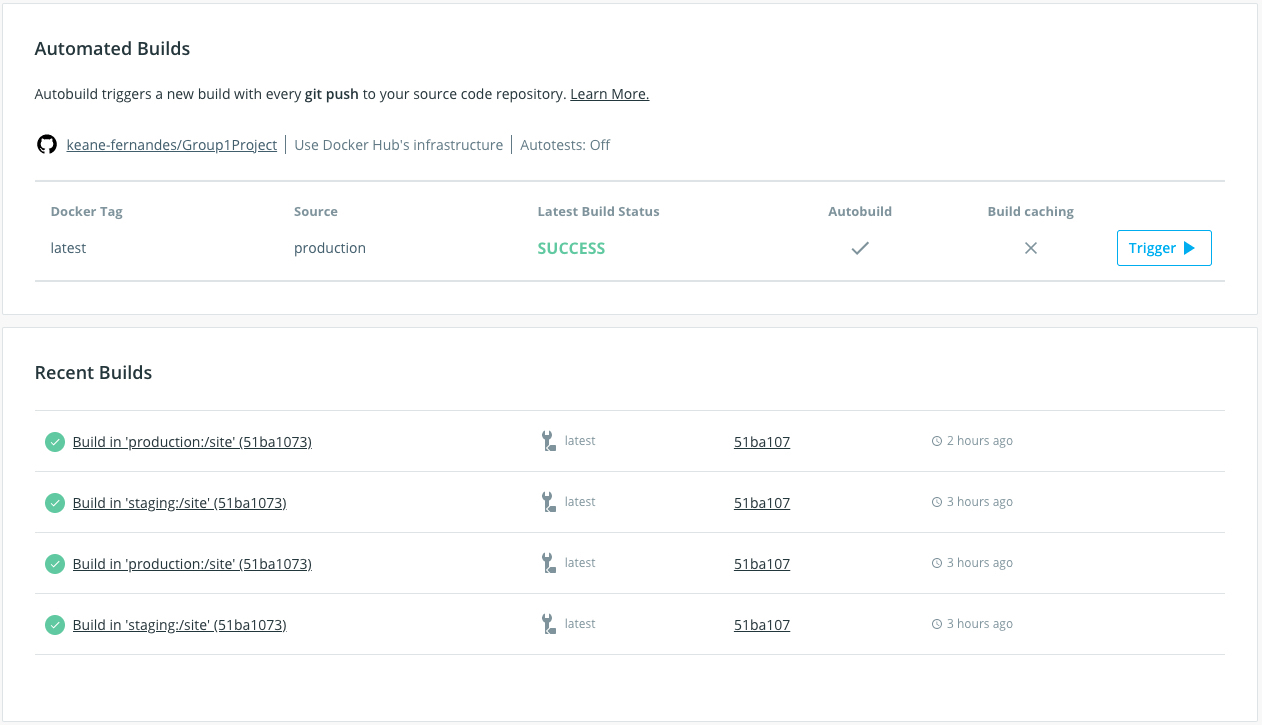 Automated Builds
Autobuild triggers a new build with every git push to your source code repository. Learn More.
keane-fernandes/Group1Project Use Docker Hub's infrastructure Autotests: Off
Docker Tag Source Latest Build Status Autobuild Build caching
latest production SUCCESS Trigger
Recent Builds
Build in 'production:/site' (51ba1073) latest 51ba107 2 hours ago
Build in 'staging:/site' (51ba1073) latest 51ba107 3 hours ago
Build in 'production:/site' (51ba1073) latest 51ba107 3 hours ago
Build in 'staging:/site' (51ba1073) latest 51ba107 3 hours ago